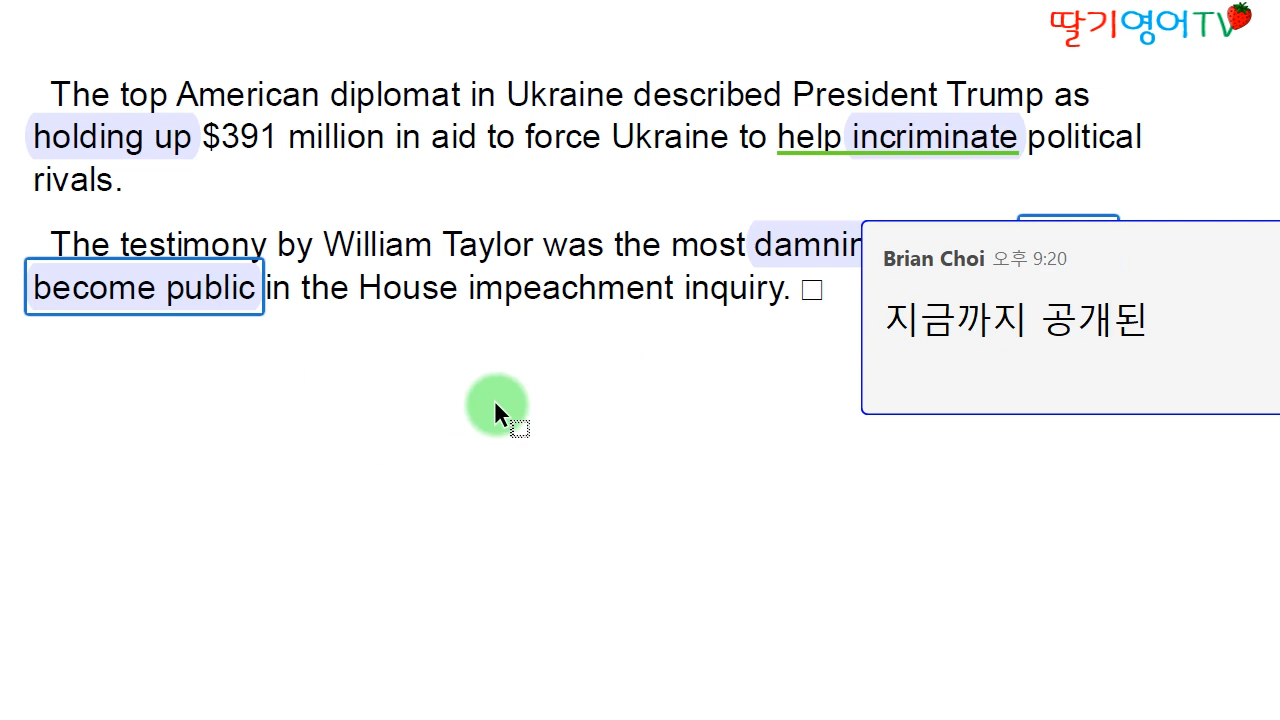 딸기영어TV
The top American diplomat in Ukraine described President Trump as
holding up $391 million in aid to force Ukraine to help incriminate political
rivals.
The testimony by William Taylor was the most
become public in the House impeachment inquiry. □
Brian Choi 오후 9:20
지금까지 공개된